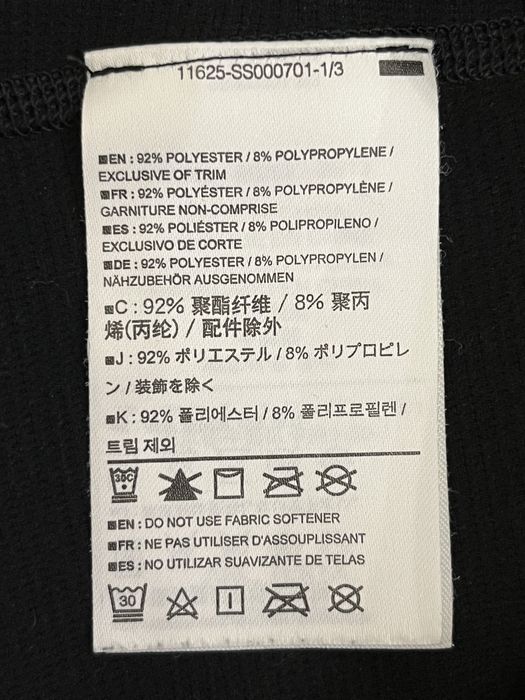 11625-SS000701-1/3
EN : 92% POLYESTER / 8% POLYPROPYLENE /
EXCLUSIVE OF TRIM
FR : 92% POLYÉSTER / 8% POLYPROPYLÈNE /
GARNITURE NON-COMPRISE
ES : 92% POLIÉSTER / 8% POLIPROPILENO /
EXCLUSIVO DE CORTE
DE : 92% POLYESTER / 8% POLYPROPYLEN /
NÄHZUBEHÖR AUSGENOMMEN
C : 92% 聚酯纤维 / 8% 聚丙
烯(丙纶) / 配件除外
J : 92% ポリエステル / 8% ポリプロピレ
ン / 装飾を除く
K : 92% 폴리에스터 / 8% 폴리프로필렌 /
트림 제외
30C
EN : DO NOT USE FABRIC SOFTENER
FR : NE PAS UTILISER D'ASSOUPLISSANT
ES : NO UTILIZAR SUAVIZANTE DE TELAS
30